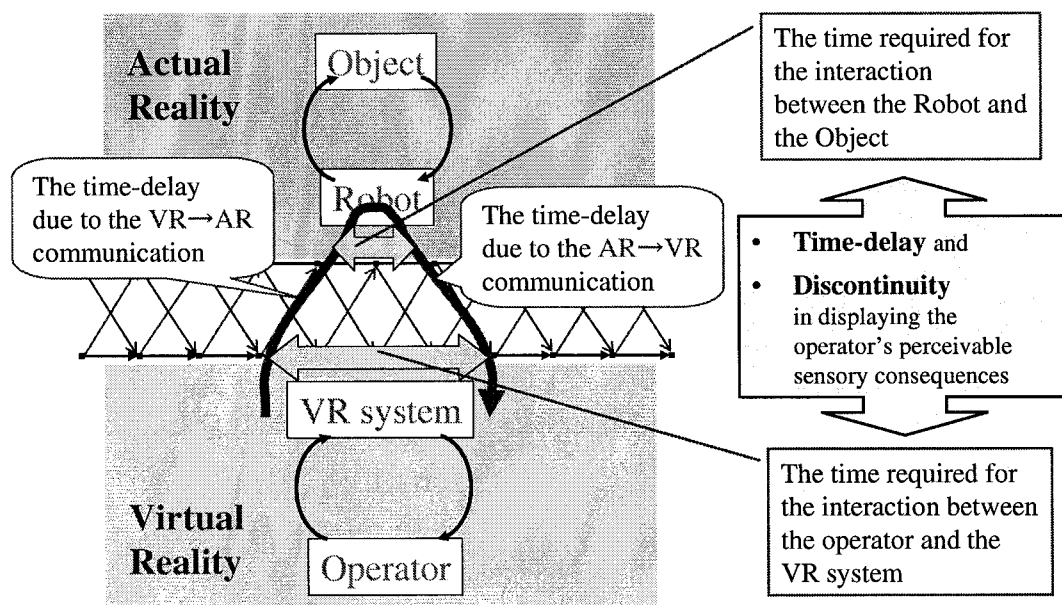 Actual
Reality
Object
Robot
The time-delay
due to the VR→AR
communication
The time-delay
due to the AR→VR
communication
VR system
Virtual
Reality
Operator
The time required for
the interaction
between the Robot and
the Object
• Time-delay and
• Discontinuity
in displaying the
operator's perceivable
sensory consequences
The time required for
the interaction between
the operator and the
VR system